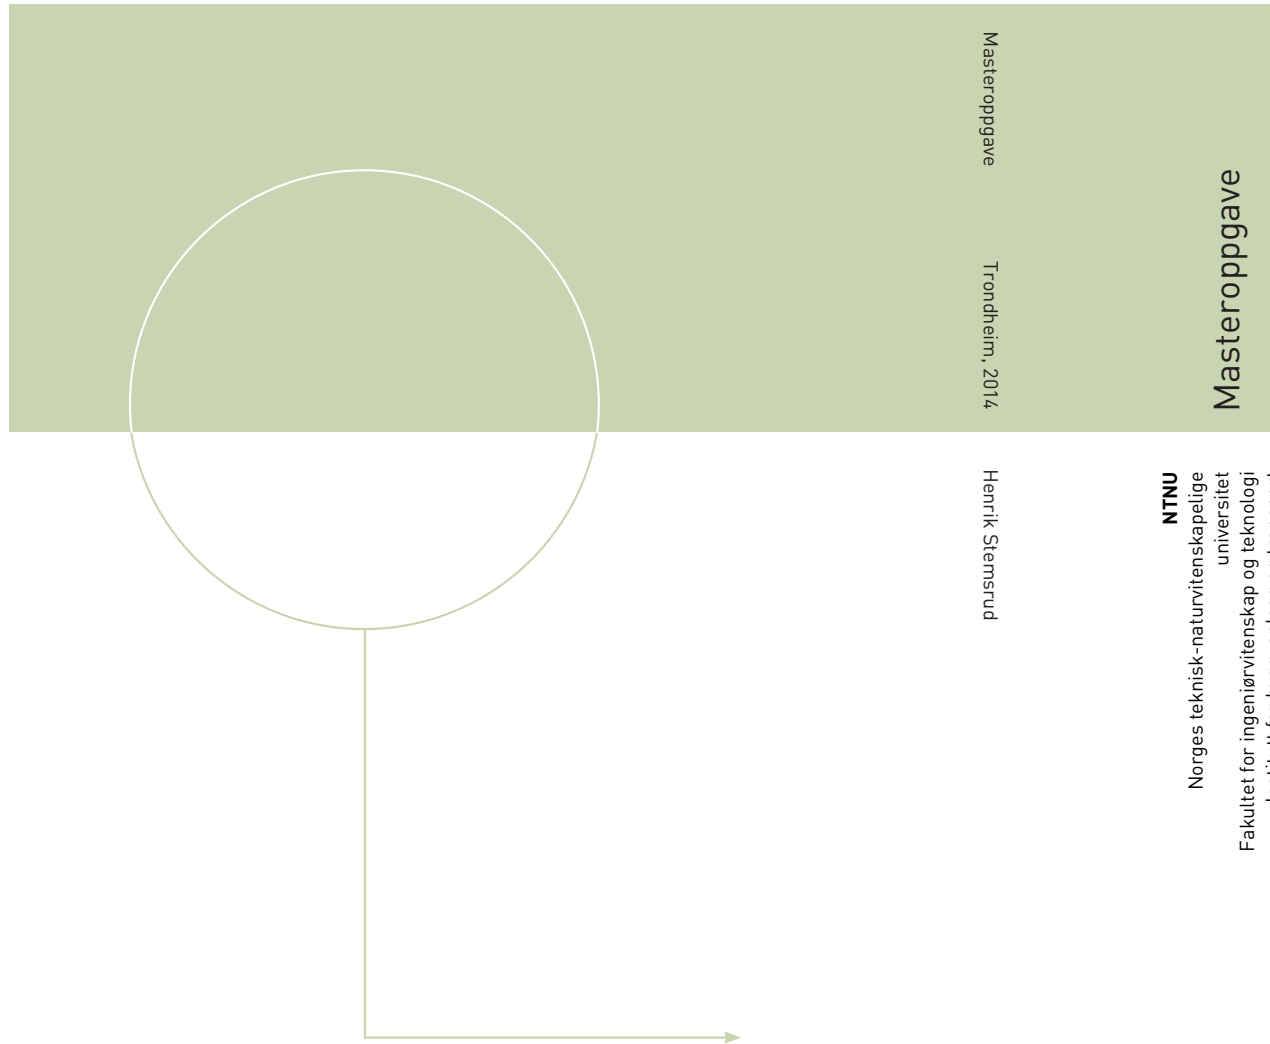 Masteroppgave
Trondheim, 2014
Henrik Stemsrud
Masteroppgave
NTNU
Norges teknisk-naturvitenskapelige
universitet
Fakultet for ingeniørvitenskap og teknologi